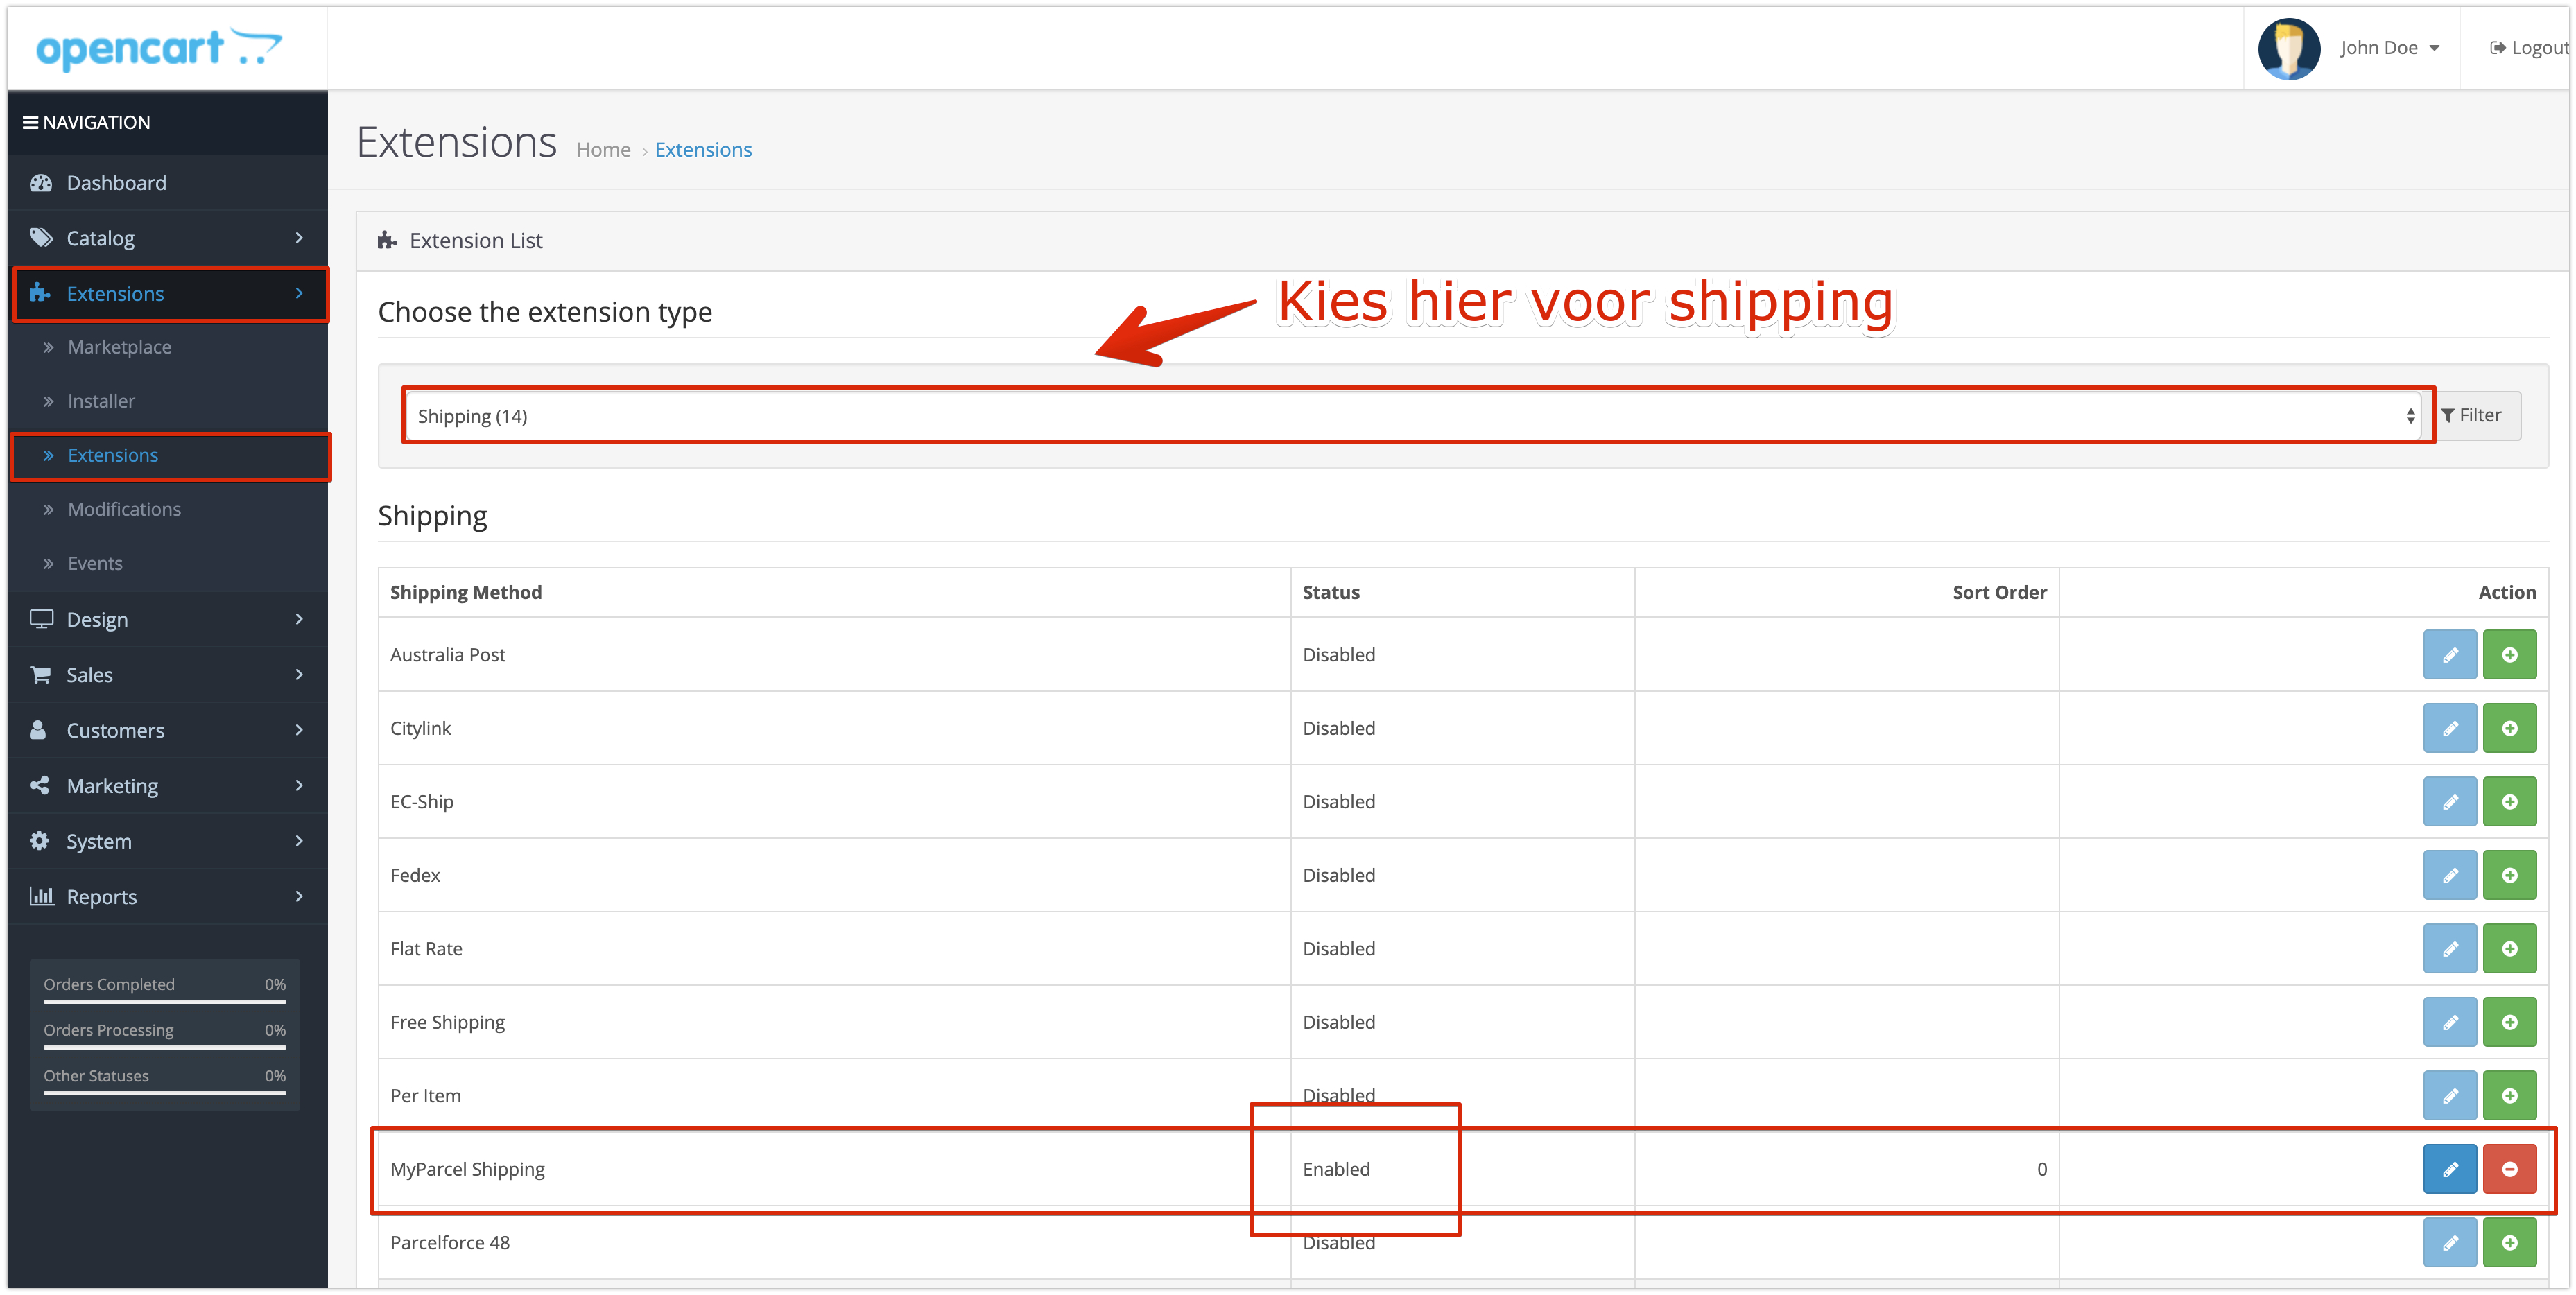 opencart
John Doe
Logout
NAVIGATION
Dashboard
Catalog
Extensions
Marketplace
Installer
Extensions
Modifications
Events
Design
Sales
Customers
Marketing
System
Reports
Orders Completed 0%
Orders Processing 0%
Other Statuses 0%
Extensions Home › Extensions
Extension List
Choose the extension type
Kies hier voor shipping
Shipping (14)
Filter
Shipping
Shipping Method Status Sort Order Action
Australia Post Disabled
Citylink Disabled
EC-Ship Disabled
Fedex Disabled
Flat Rate Disabled
Free Shipping Disabled
Per Item Disabled
MyParcel Shipping Enabled 0
Parcelforce 48 Disabled